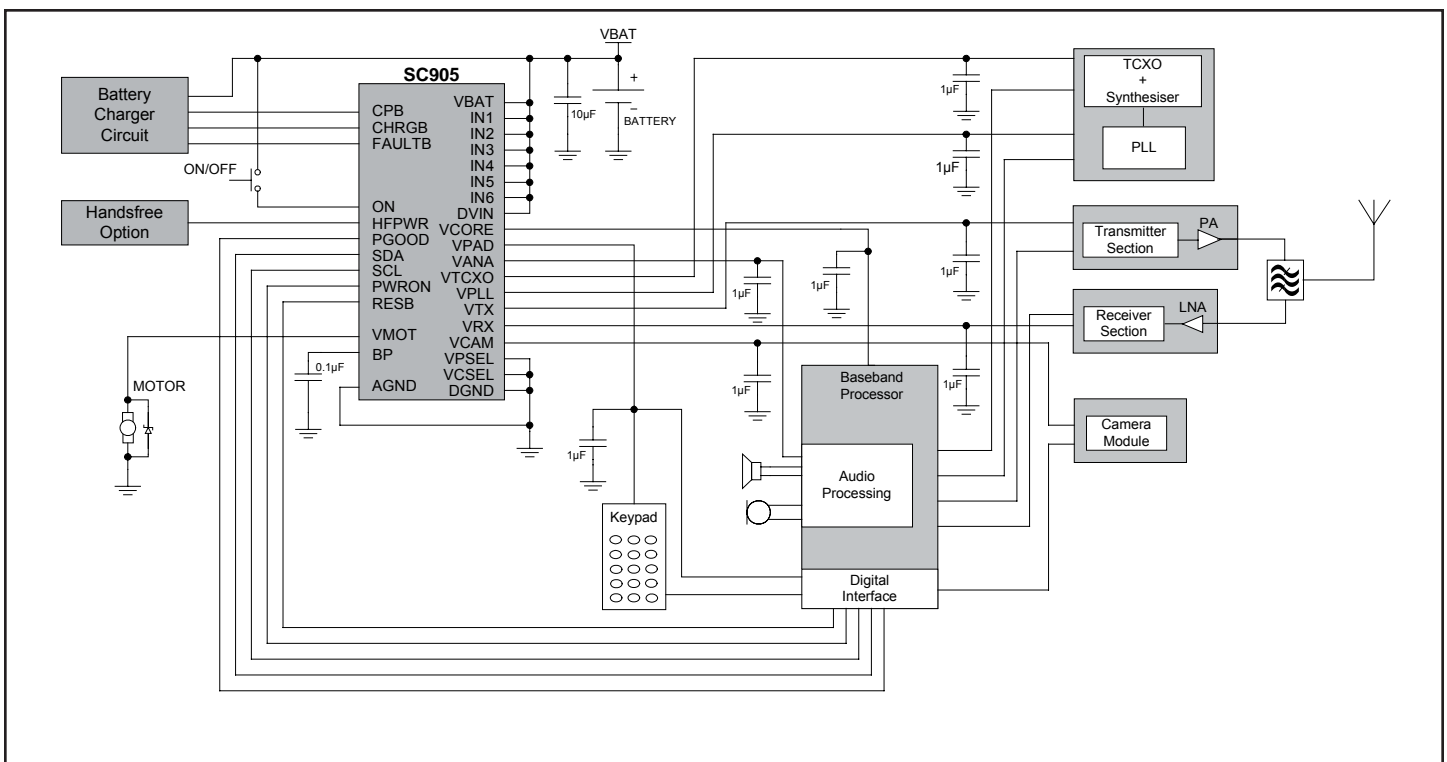 VBAT
SC905
Battery
Charger
Circuit
CPB
CHRGB
FAULTB
ON/OFF
Handsfree
Option
ON
HFPWR
PGOOD
SDA
SCL
PWRON
RESB
VMOT
BP
AGND
VBAT
IN1
IN2
IN3
IN4
IN5
IN6
DVIN
VCORE
VPAD
VANA
VTCXO
VPLL
VTX
VRX
VCAM
VPSEL
VCSEL
DGND
10µF
+
–
BATTERY
0.1µF
MOTOR
1µF
1µF
1µF
1µF
1µF
1µF
1µF
1µF
TCXO
+
Synthesiser
PLL
Transmitter
Section
PA
Receiver
Section
LNA
Camera
Module
Baseband
Processor
Audio
Processing
Digital
Interface
Keypad